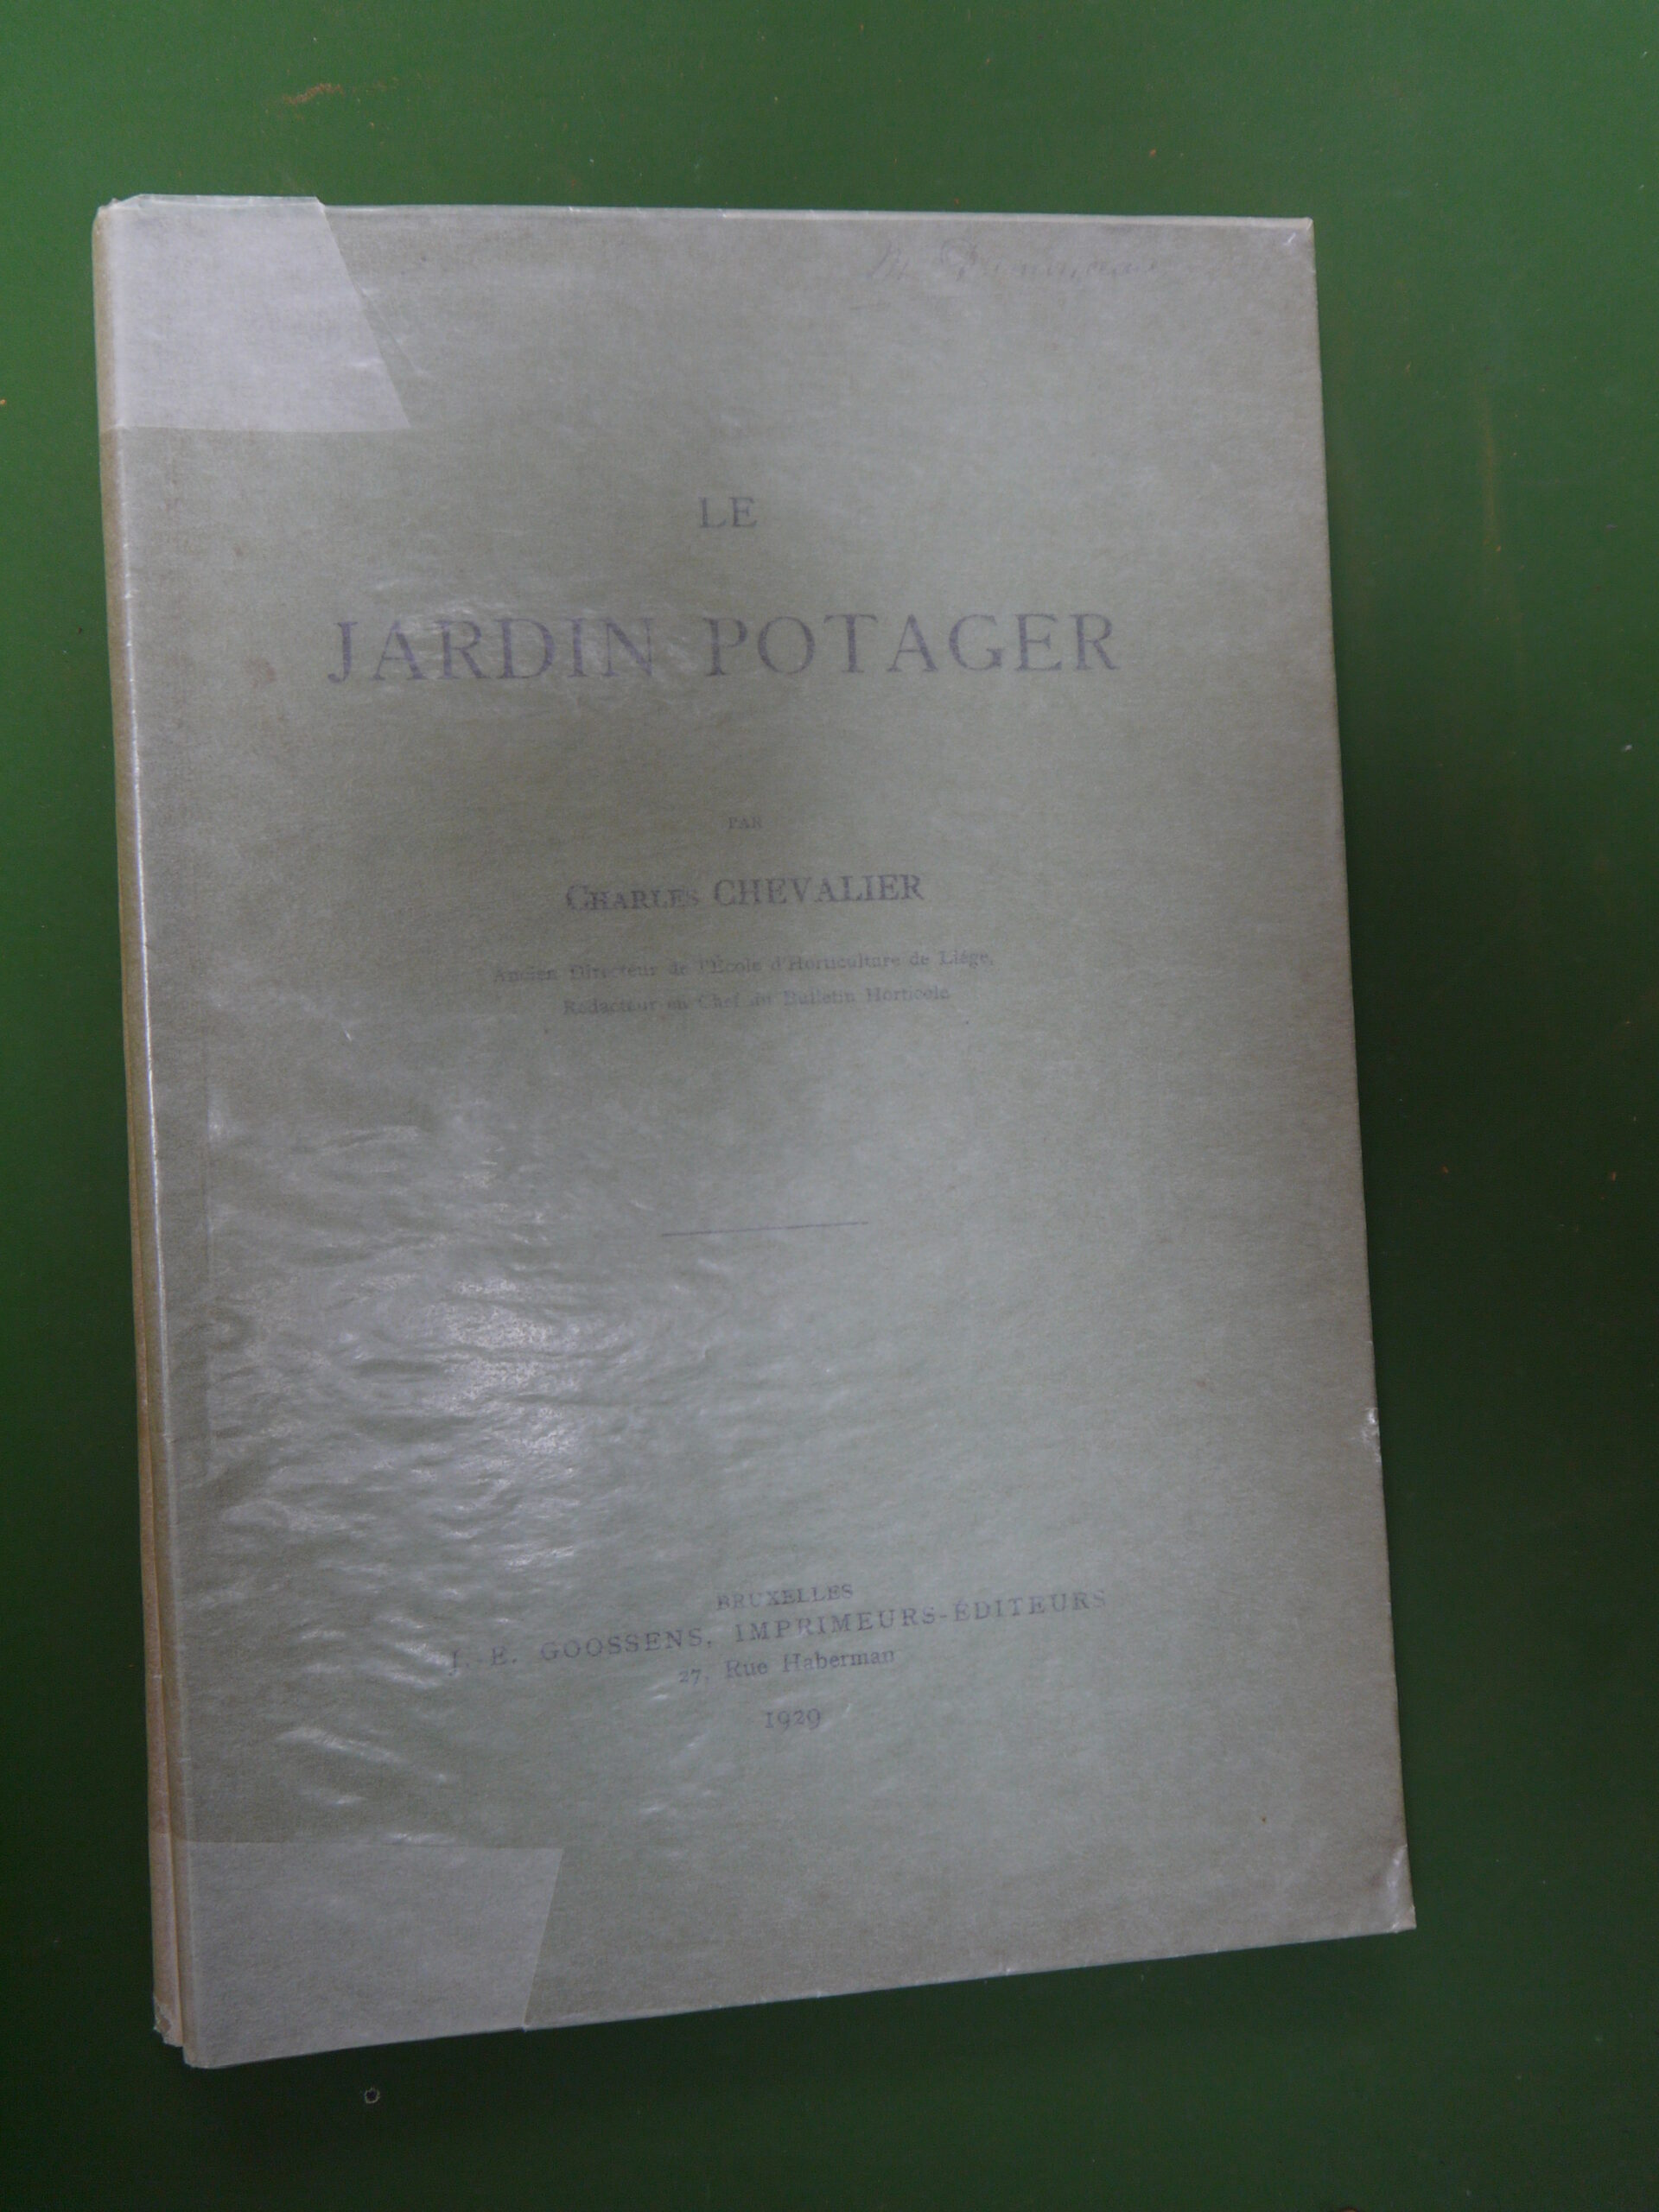 LE
JARDIN POTAGER
PAR
CHARLES CHEVALIER
Ancien Directeur de l'École d'Horticulture de Liége,
Rédacteur en Chef du Bulletin Horticole
BRUXELLES
J.-E. GOOSSENS, IMPRIMEURS-ÉDITEURS
27, Rue Haberman
1929